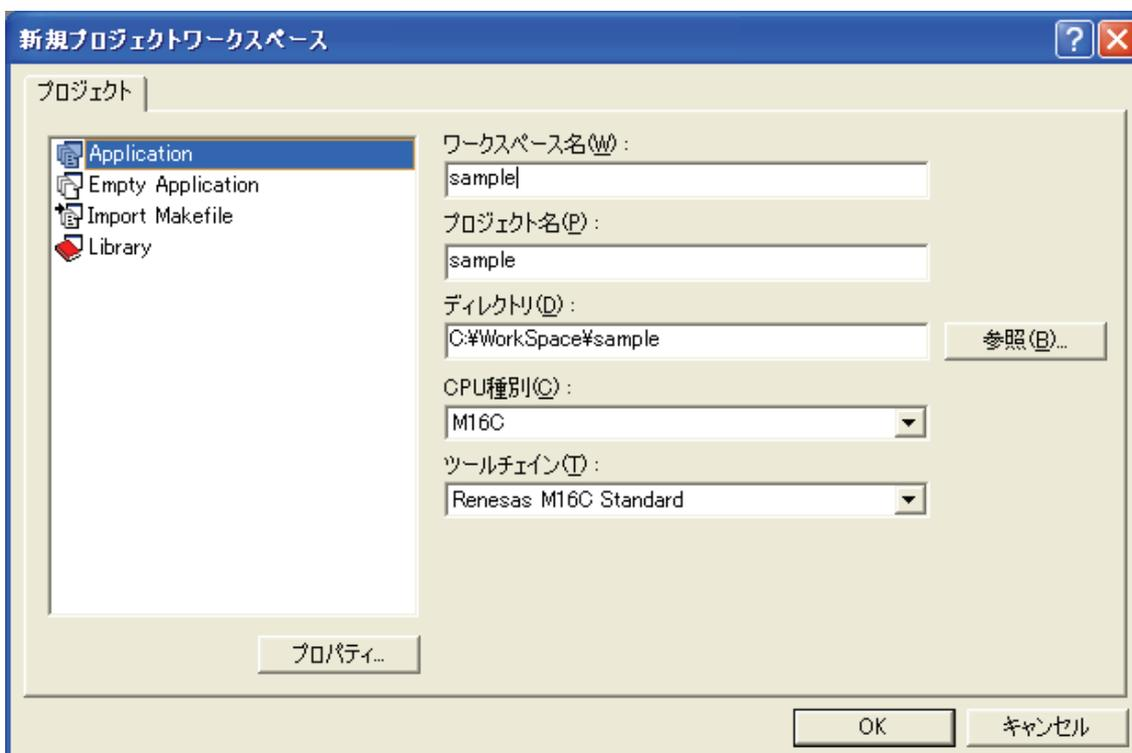 新規プロジェクトワークスペース
プロジェクト
Application
Empty Application
Import Makefile
Library
プロパティ...
ワークスペース名(W):
sample
プロジェクト名(P):
sample
ディレクトリ(D):
C:¥WorkSpace¥sample
参照(B)...
CPU種別(C):
M16C
ツールチェイン(T):
Renesas M16C Standard
OK
キャンセル